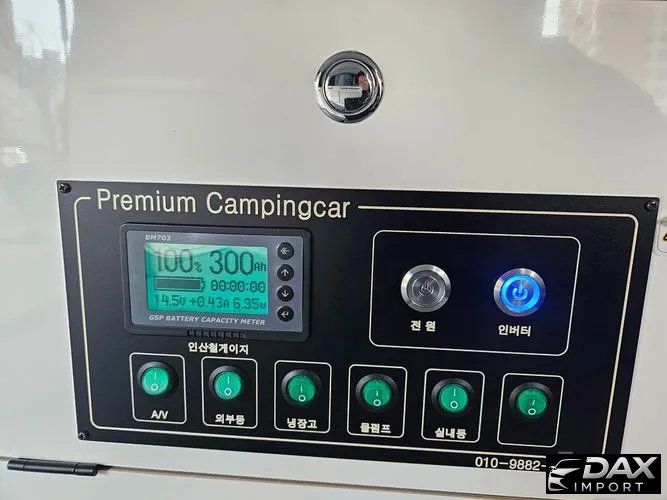 Premium Campingcar
BM703
100% 300Ah
00:00:00
14.5V +0.43A 6.35W
GSP BATTERY CAPACITY METER
인산철게이지
전 원
인버터
A/V
외부등
냉장고
물펌프
실내등
010-9882-
DAX
IMPORT